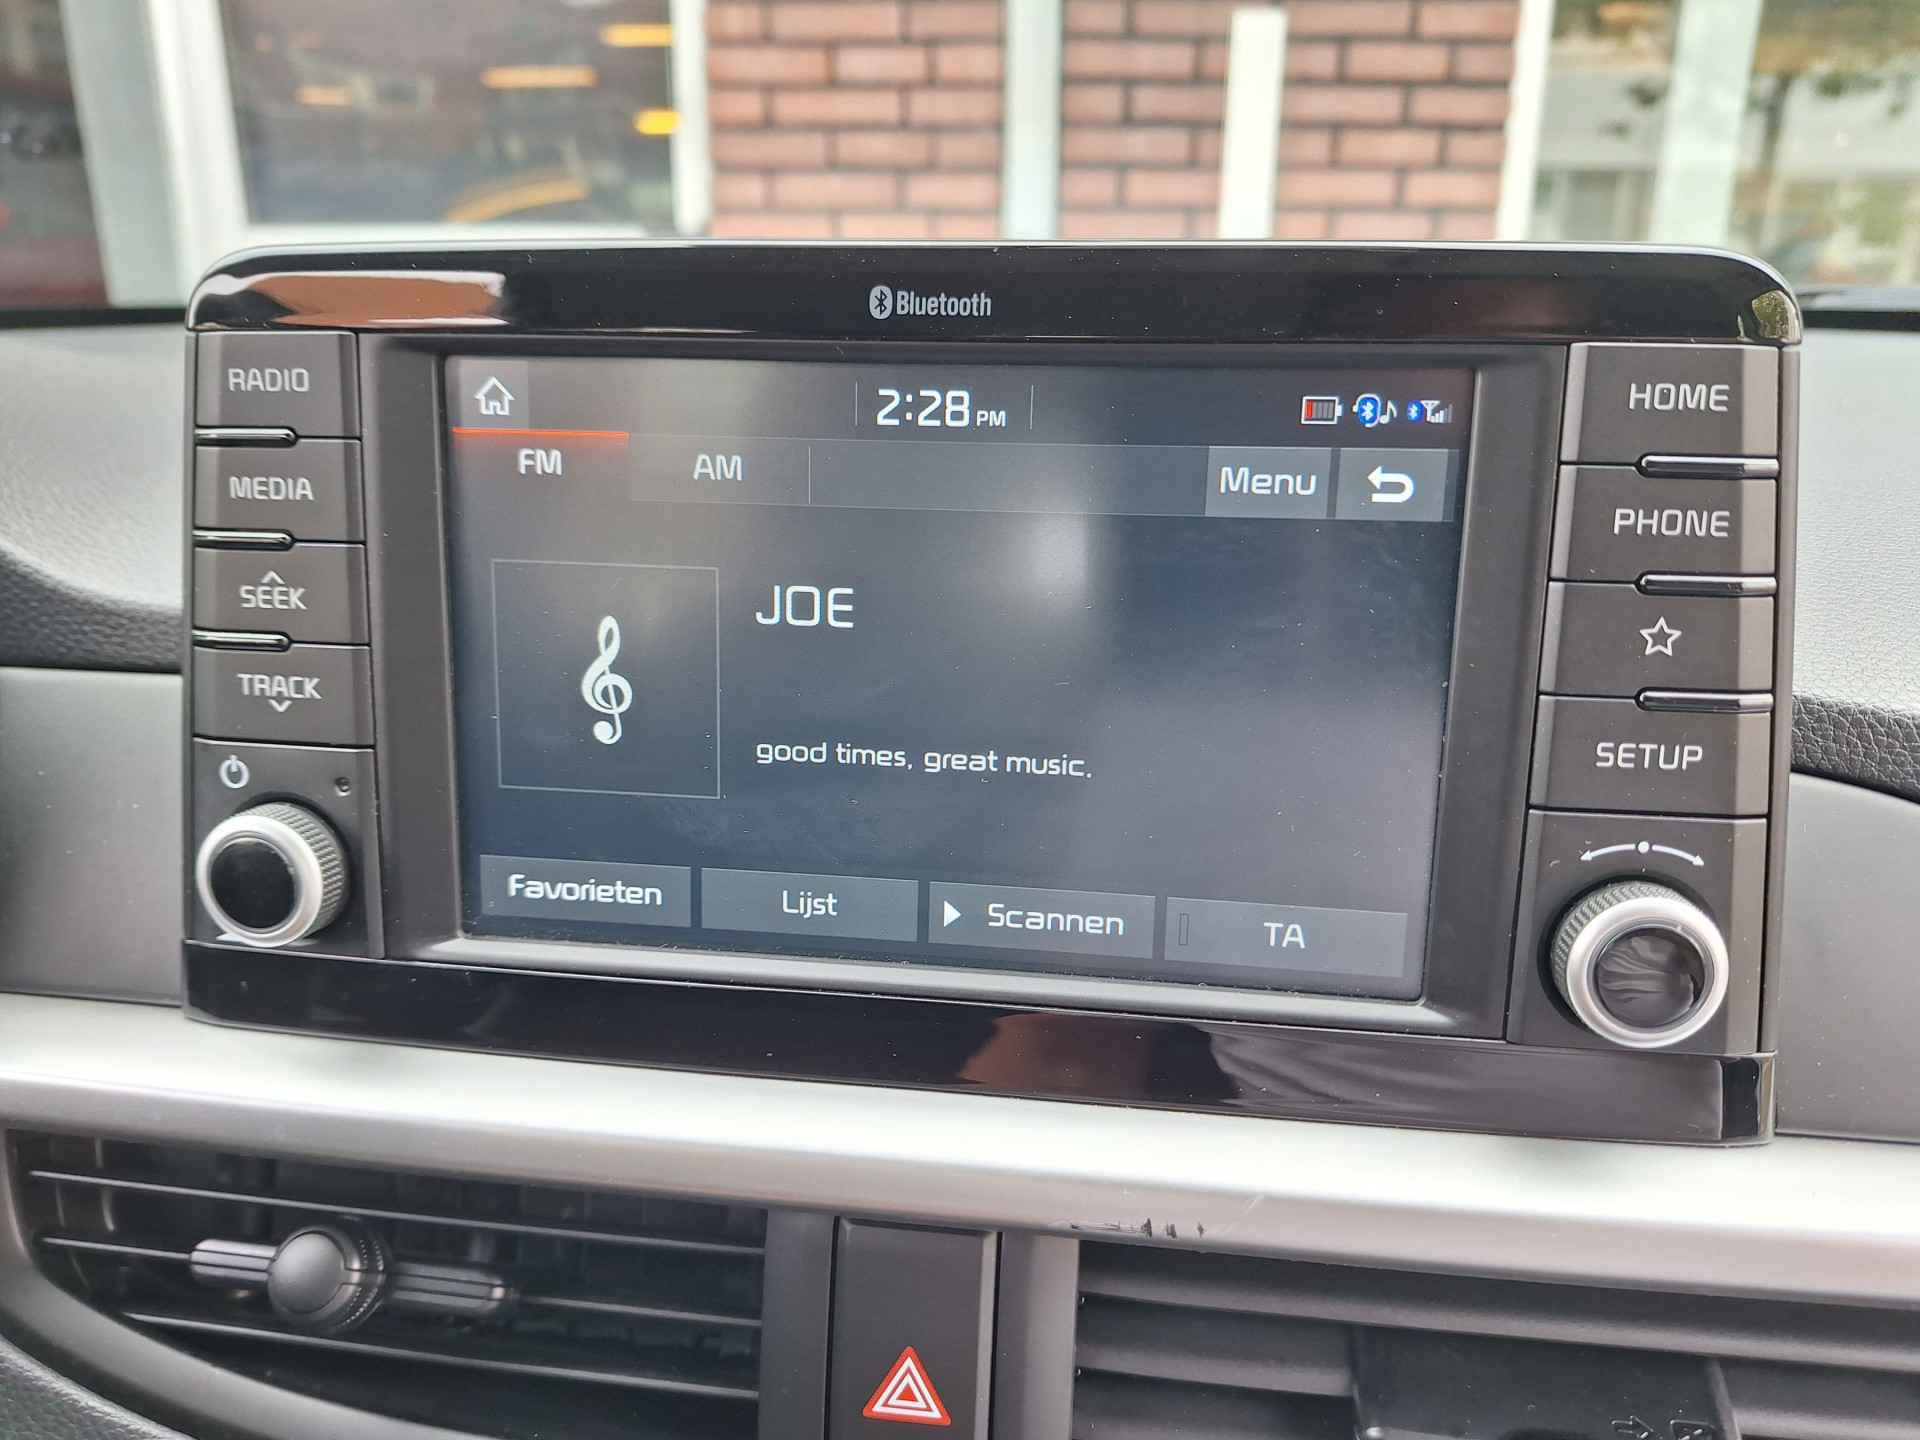 Bluetooth
RADIO
MEDIA
SEEK
TRACK
2:28 PM
FM
AM
Menu
JOE
good times, great music.
Favorieten
Lijst
Scannen
TA
HOME
PHONE
SETUP